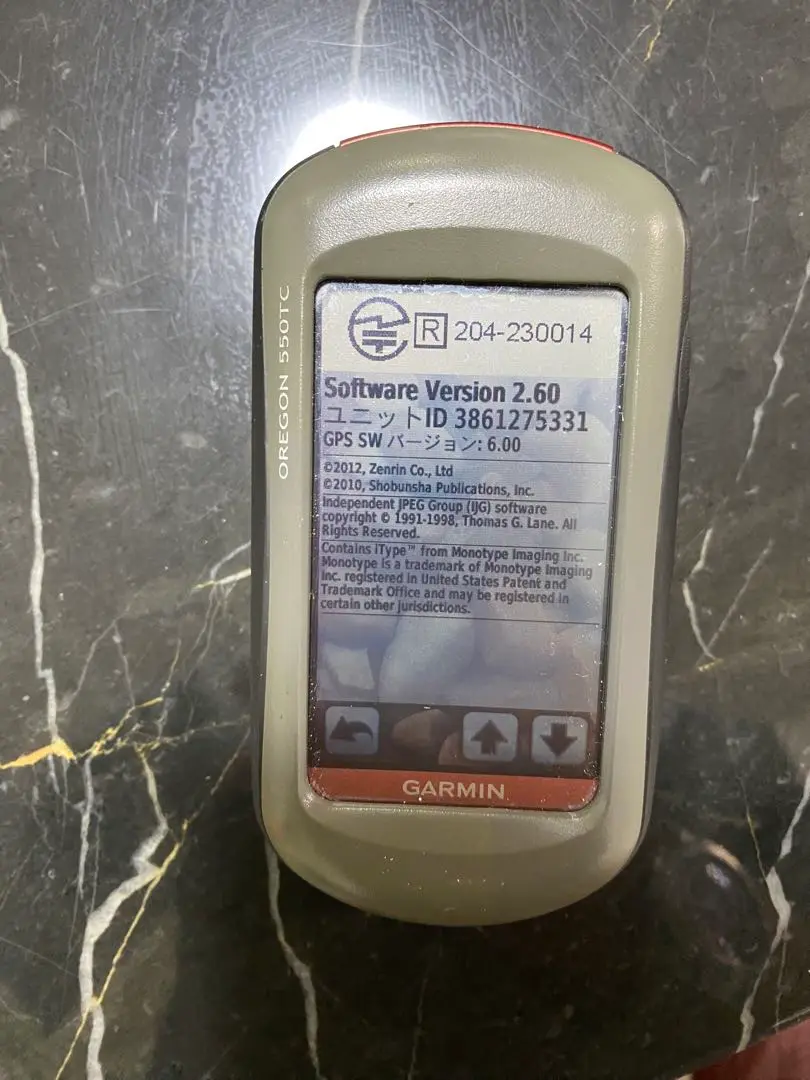 OREGON 550TC
R 204-230014
Software Version 2.60
ユニットID 3861275331
GPS SW バージョン: 6.00
©2012, Zenrin Co., Ltd
©2010, Shobunsha Publications, Inc.
Independent JPEG Group (IJG) software
copyright © 1991-1998, Thomas G. Lane. All
Rights Reserved.
Contains iType™ from Monotype Imaging Inc.
Monotype is a trademark of Monotype Imaging
Inc. registered in United States Patent and
Trademark Office and may be registered in
certain other jurisdictions.
GARMIN